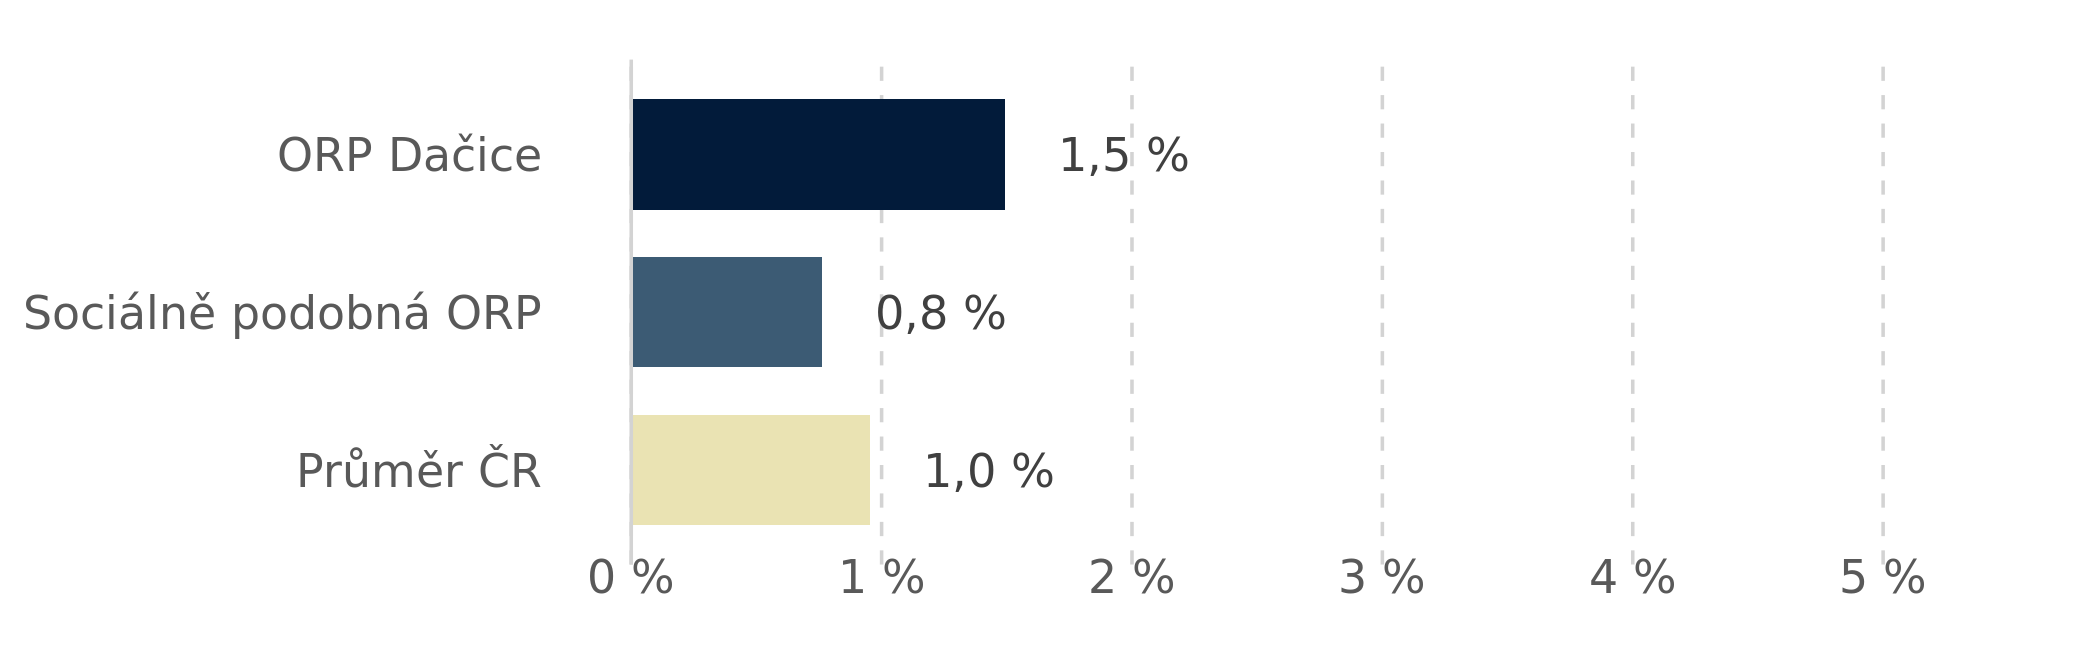 ORP Dačice
1,5 %
Sociálně podobná ORP
0,8 %
Průměr ČR
1,0 %
0 % 1 % 2 % 3 % 4 % 5 %